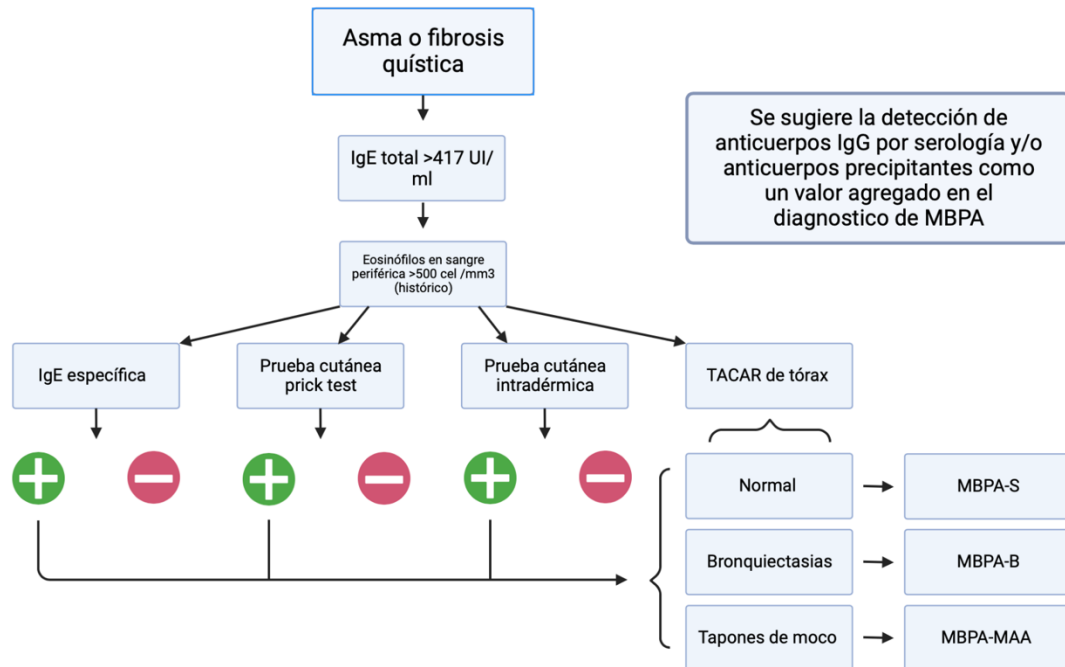 Asma o fibrosis
quística
Se sugiere la detección de
anticuerpos IgG por serología y/o
anticuerpos precipitantes como
un valor agregado en el
diagnostico de MBPA
IgE total >417 UI/
ml
Eosinófilos en sangre
periférica >500 cel /mm3
(histórico)
IgE específica
Prueba cutánea
prick test
Prueba cutánea
intradérmica
TACAR de tórax
Normal
MBPA-S
Bronquiectasias
MBPA-B
Tapones de moco
MBPA-MAA